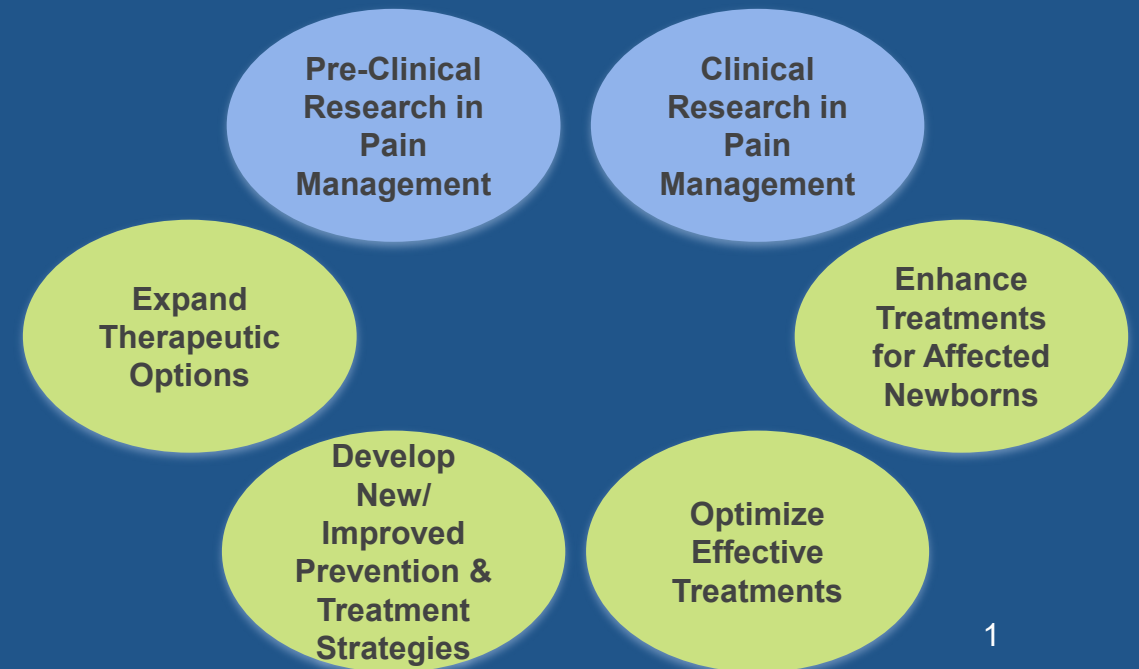 Pre-Clinical
Research in
Pain
Management
Clinical
Research in
Pain
Management
Expand
Therapeutic
Options
Enhance
Treatments
for Affected
Newborns
Develop
New/
Improved
Prevention &
Treatment
Strategies
Optimize
Effective
Treatments
1